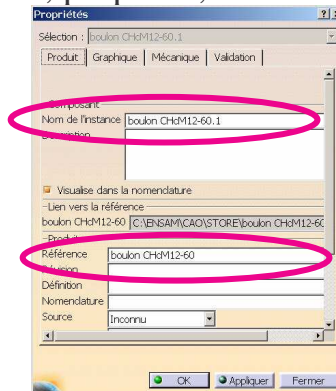 Propriétés
Sélection : boulon CHcM12-60.1
Produit Graphique Mécanique Validation
Composant
Nom de l'instance boulon CHcM12-60.1
Description
Visualise dans la nomenclature
Lien vers la référence
boulon CHcM12-60 C:\ENSAM\CAO\STORE\boulon CHcM12-60
Produit
Référence boulon CHcM12-60
Révision
Définition
Nomenclature
Source Inconnu
OK Appliquer Fermer